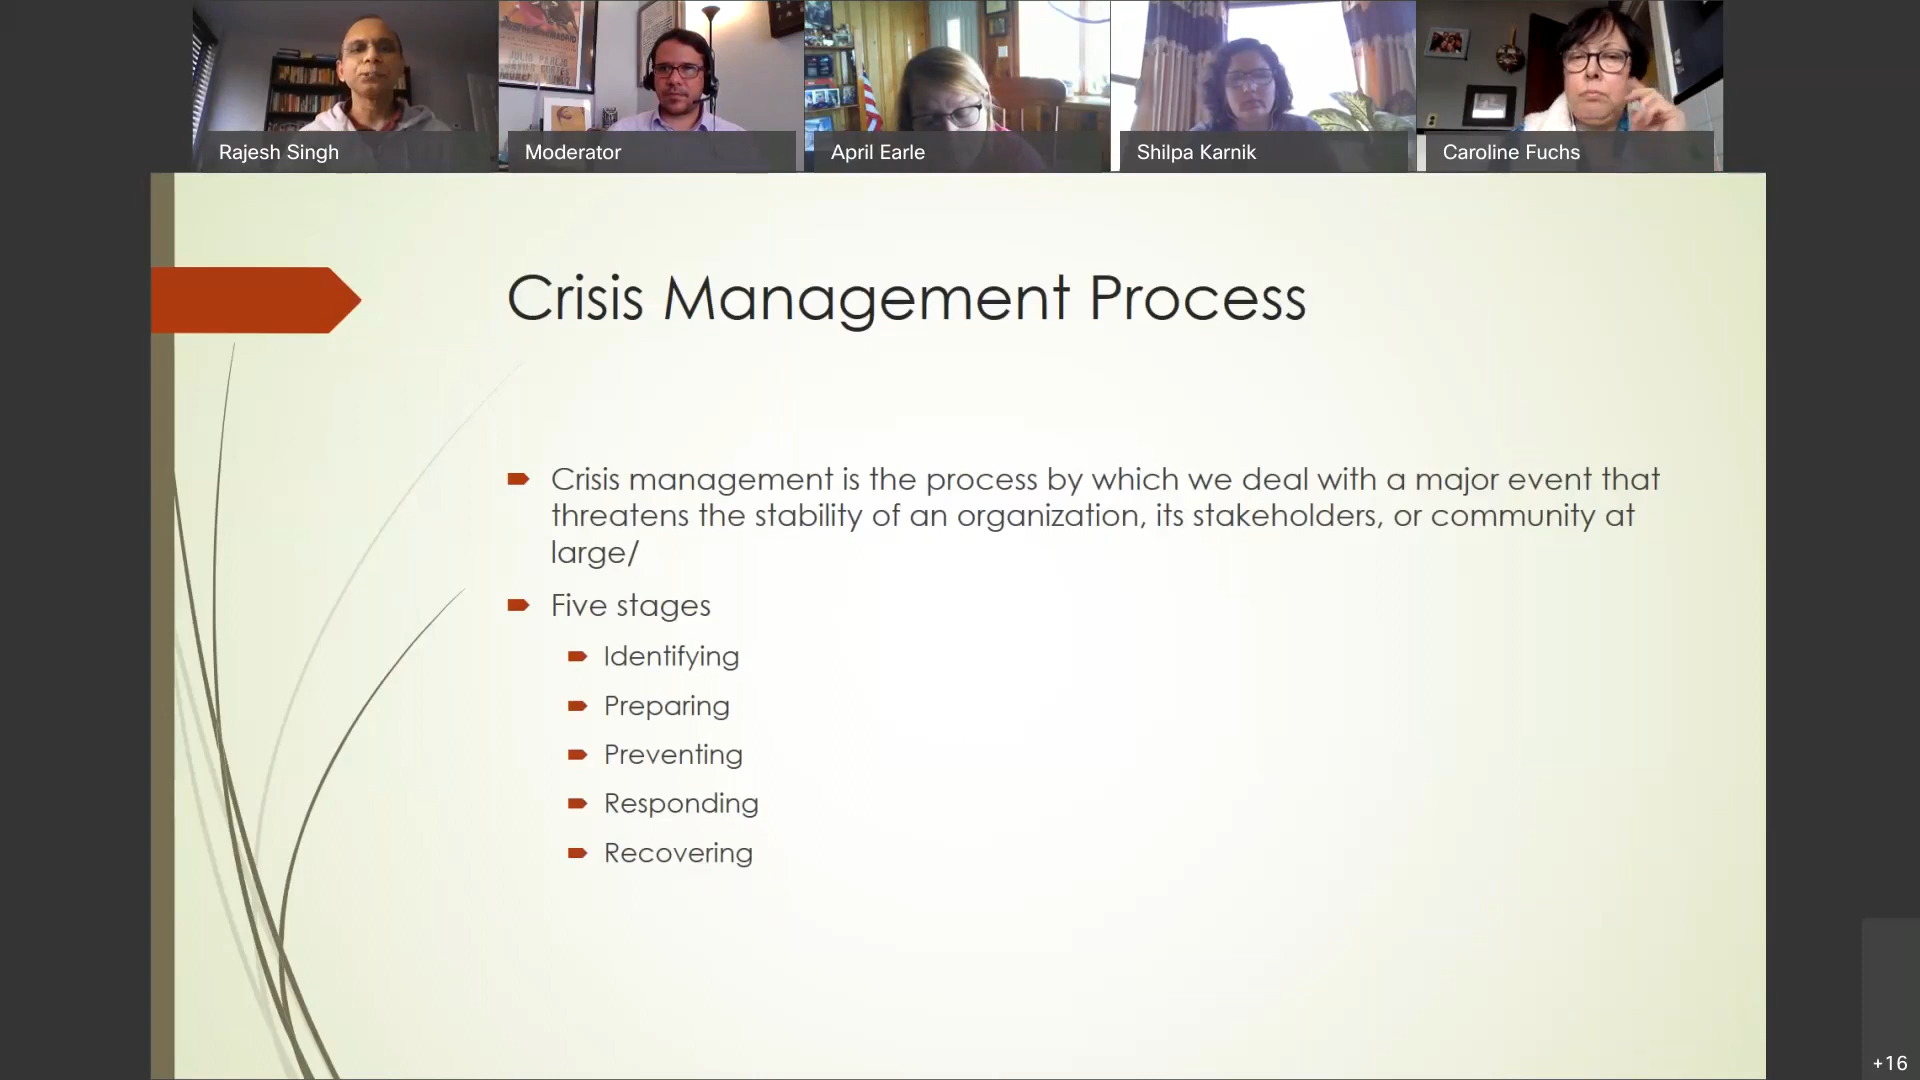 Rajesh Singh
Moderator
April Earle
Shilpa Karnik
Caroline Fuchs
Crisis Management Process
Crisis management is the process by which we deal with a major event that
threatens the stability of an organization, its stakeholders, or community at
large/
Five stages
Identifying
Preparing
Preventing
Responding
Recovering
+16